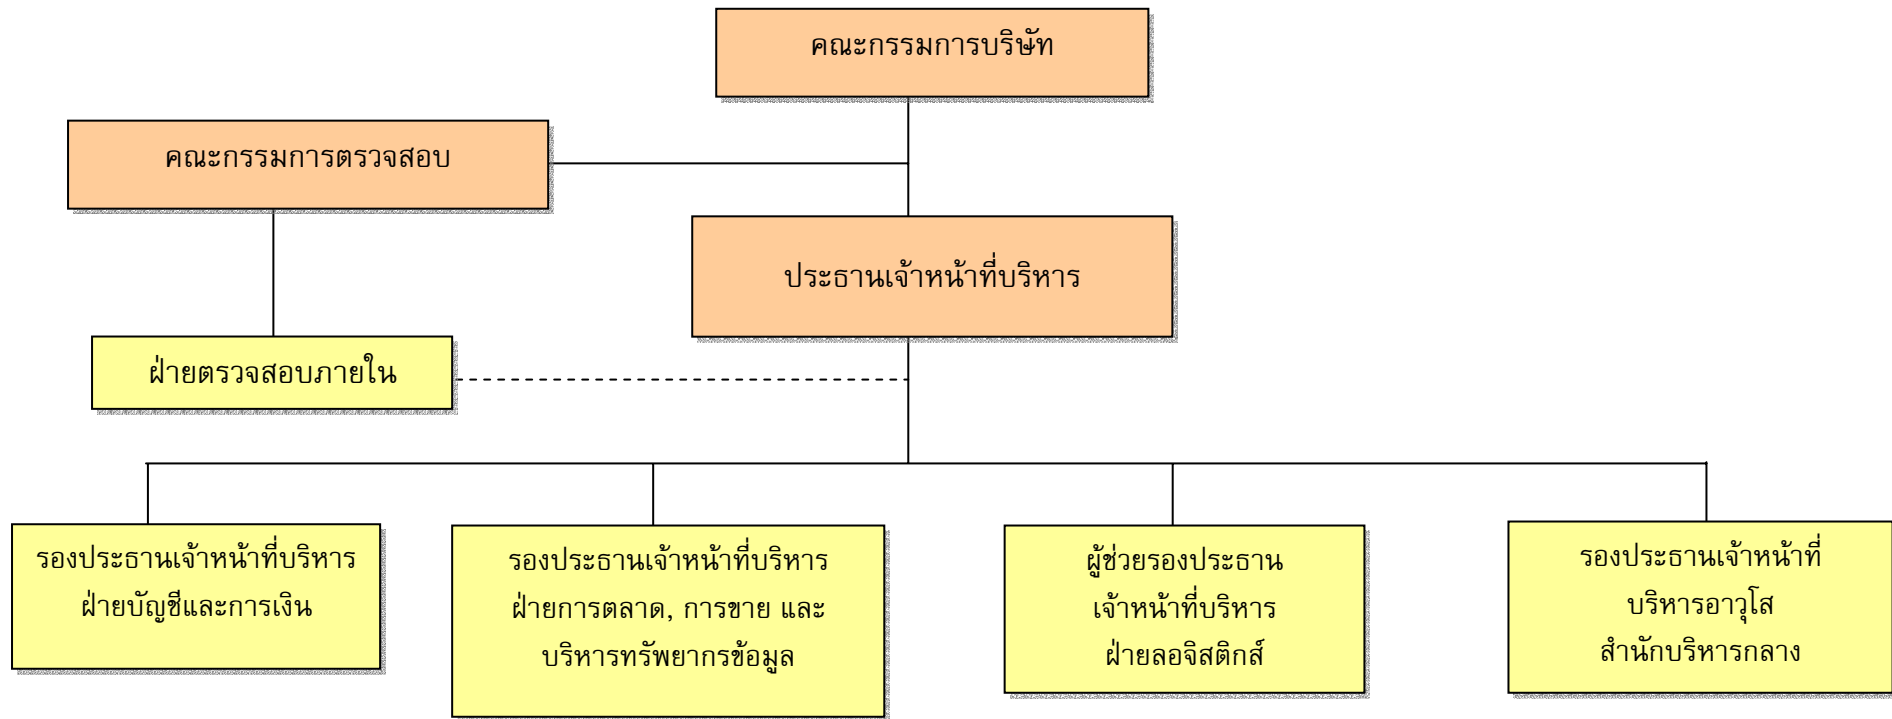 คณะกรรมการบริษัท
คณะกรรมการตรวจสอบ
ประธานเจ้าหน้าที่บริหาร
ฝ่ายตรวจสอบภายใน
รองประธานเจ้าหน้าที่บริหาร
ฝ่ายบัญชีและการเงิน
รองประธานเจ้าหน้าที่บริหาร
ฝ่ายการตลาด, การขาย และ
บริหารทรัพยากรข้อมูล
ผู้ช่วยรองประธาน
เจ้าหน้าที่บริหาร
ฝ่ายลอจิสติกส์
รองประธานเจ้าหน้าที่
บริหารอาวุโส
สำนักบริหารกลาง